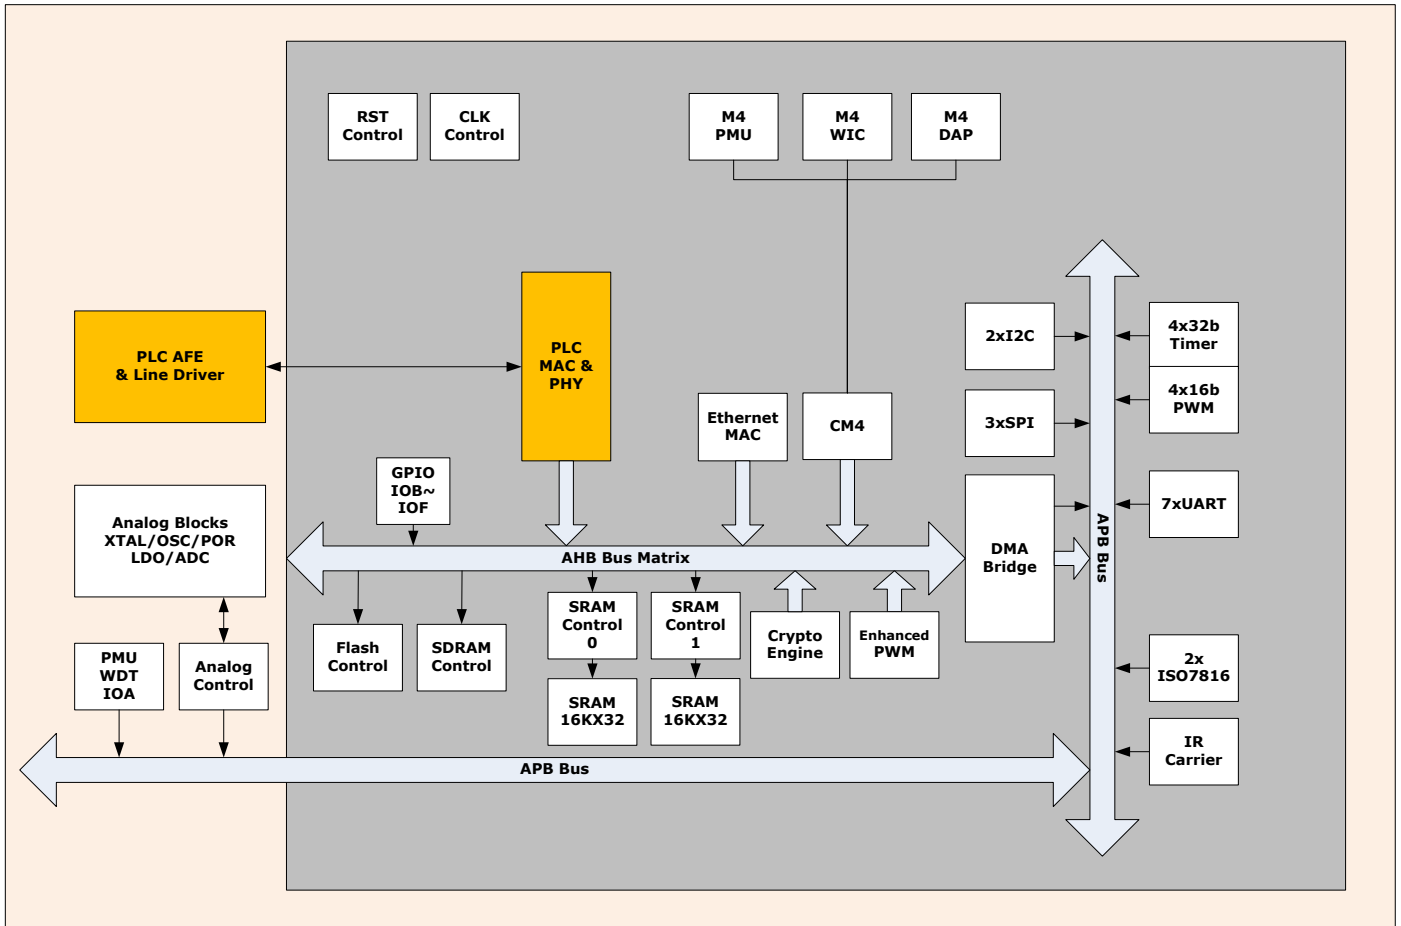 RST
Control
CLK
Control
M4
PMU
M4
WIC
M4
DAP
PLC AFE
& Line Driver
PLC
MAC &
PHY
2xI2C
4x32b
Timer
4x16b
PWM
3xSPI
Ethernet
MAC
CM4
GPIO
IOB~
IOF
Analog Blocks
XTAL/OSC/POR
LDO/ADC
7xUART
AHB Bus Matrix
DMA
Bridge
APB Bus
Flash
Control
SDRAM
Control
SRAM
Control
0
SRAM
Control
1
Crypto
Engine
Enhanced
PWM
PMU
WDT
IOA
Analog
Control
2x
ISO7816
SRAM
16KX32
SRAM
16KX32
IR
Carrier
APB Bus